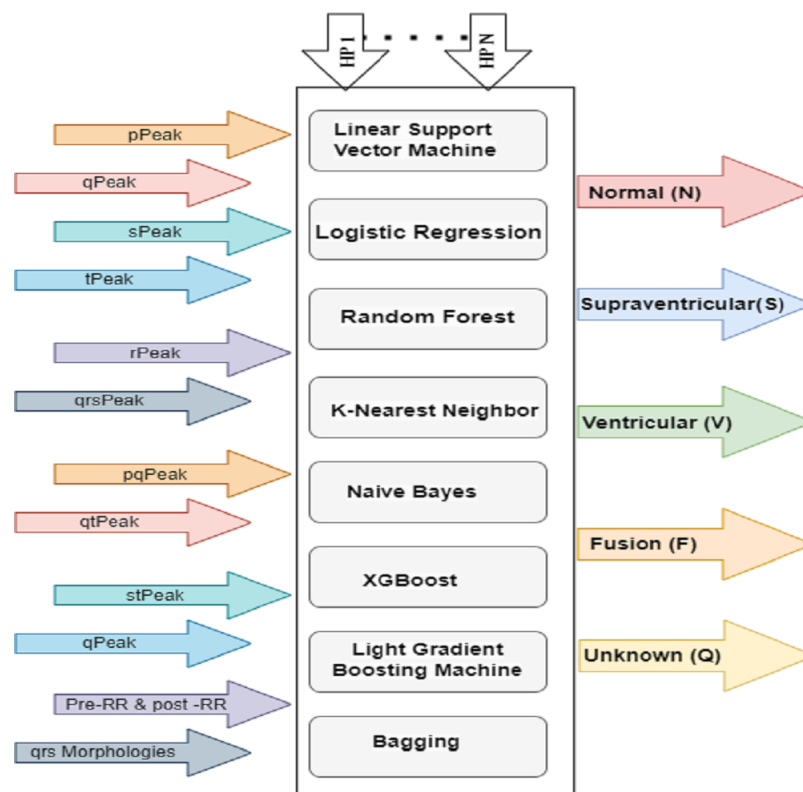 HP1
HPN
pPeak
qPeak
sPeak
tPeak
rPeak
qrsPeak
pqPeak
qtPeak
stPeak
qPeak
Pre-RR & post -RR
qrs Morphologies
Linear Support
Vector Machine
Logistic Regression
Random Forest
K-Nearest Neighbor
Naive Bayes
XGBoost
Light Gradient
Boosting Machine
Bagging
Normal (N)
Supraventricular(S)
Ventricular (V)
Fusion (F)
Unknown (Q)